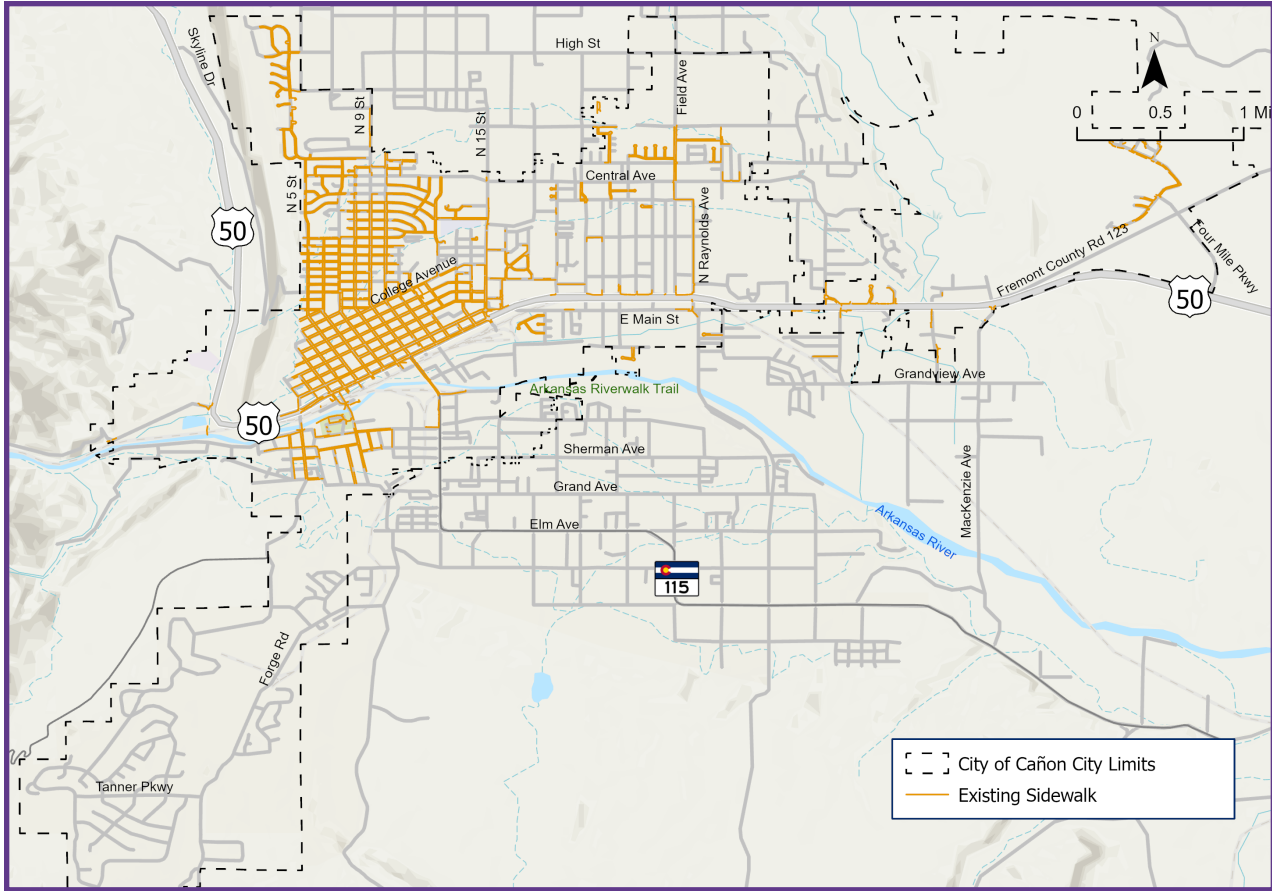 High St
N
Skyline Dr
Field Ave
0 0.5 1 Mi
N 9 St
N 15 St
Central Ave
N 5 St
N Raynolds Ave
50
Fremont County Rd 123
Four Mile Pkwy
College Avenue
50
E Main St
Grandview Ave
Arkansas Riverwalk Trail
50
Sherman Ave
MacKenzie Ave
Grand Ave
Elm Ave
Arkansas River
115
Forge Rd
Tanner Pkwy
City of Cañon City Limits
Existing Sidewalk